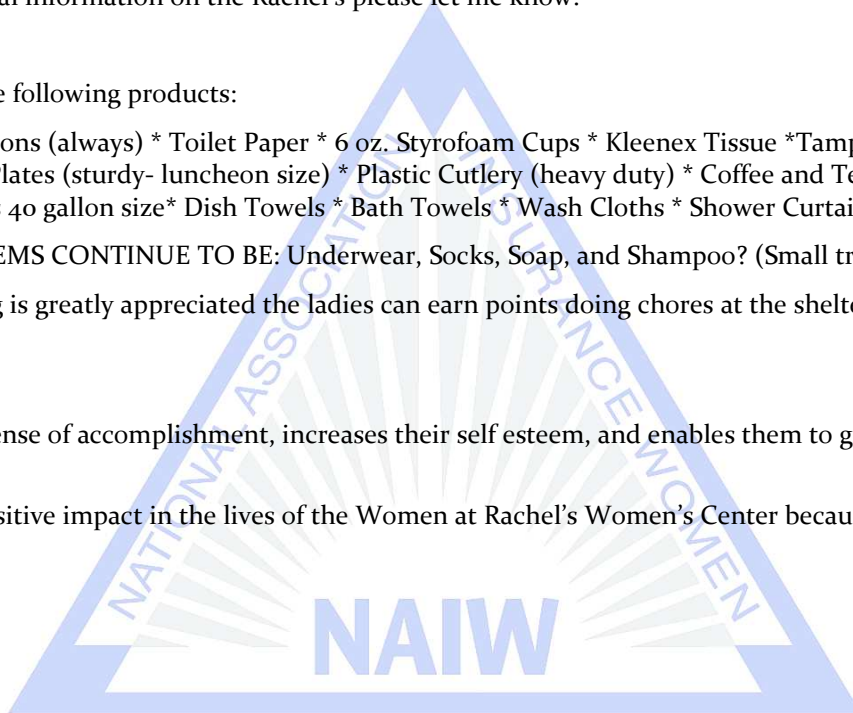 al information on the Rachel's please let me know.
e following products:
ons (always) * Toilet Paper * 6 oz. Styrofoam Cups * Kleenex Tissue *Tamp
Plates (sturdy- luncheon size) * Plastic Cutlery (heavy duty) * Coffee and Te
s 40 gallon size* Dish Towels * Bath Towels * Wash Cloths * Shower Curtai
EMS CONTINUE TO BE: Underwear, Socks, Soap, and Shampoo? (Small tr
g is greatly appreciated the ladies can earn points doing chores at the shelte
ense of accomplishment, increases their self esteem, and enables them to g
sitive impact in the lives of the Women at Rachel's Women's Center becau
NATIONAL ASSOCIATION
INSURANCE WOMEN
NAIW